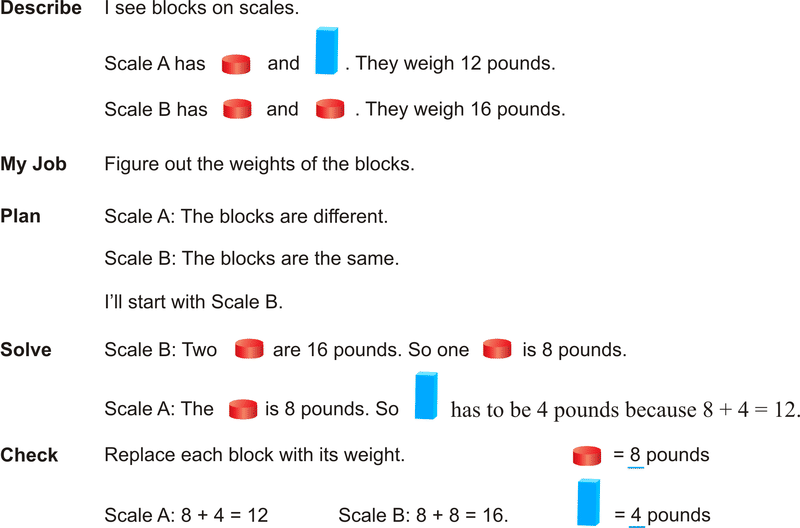 Describe I see blocks on scales.
Scale A has and . They weigh 12 pounds.
Scale B has and . They weigh 16 pounds.
My Job Figure out the weights of the blocks.
Plan Scale A: The blocks are different.
Scale B: The blocks are the same.
I’ll start with Scale B.
Solve Scale B: Two are 16 pounds. So one is 8 pounds.
Scale A: The is 8 pounds. So has to be 4 pounds because 8 + 4 = 12.
Check Replace each block with its weight. = 8 pounds
Scale A: 8 + 4 = 12 Scale B: 8 + 8 = 16. = 4 pounds